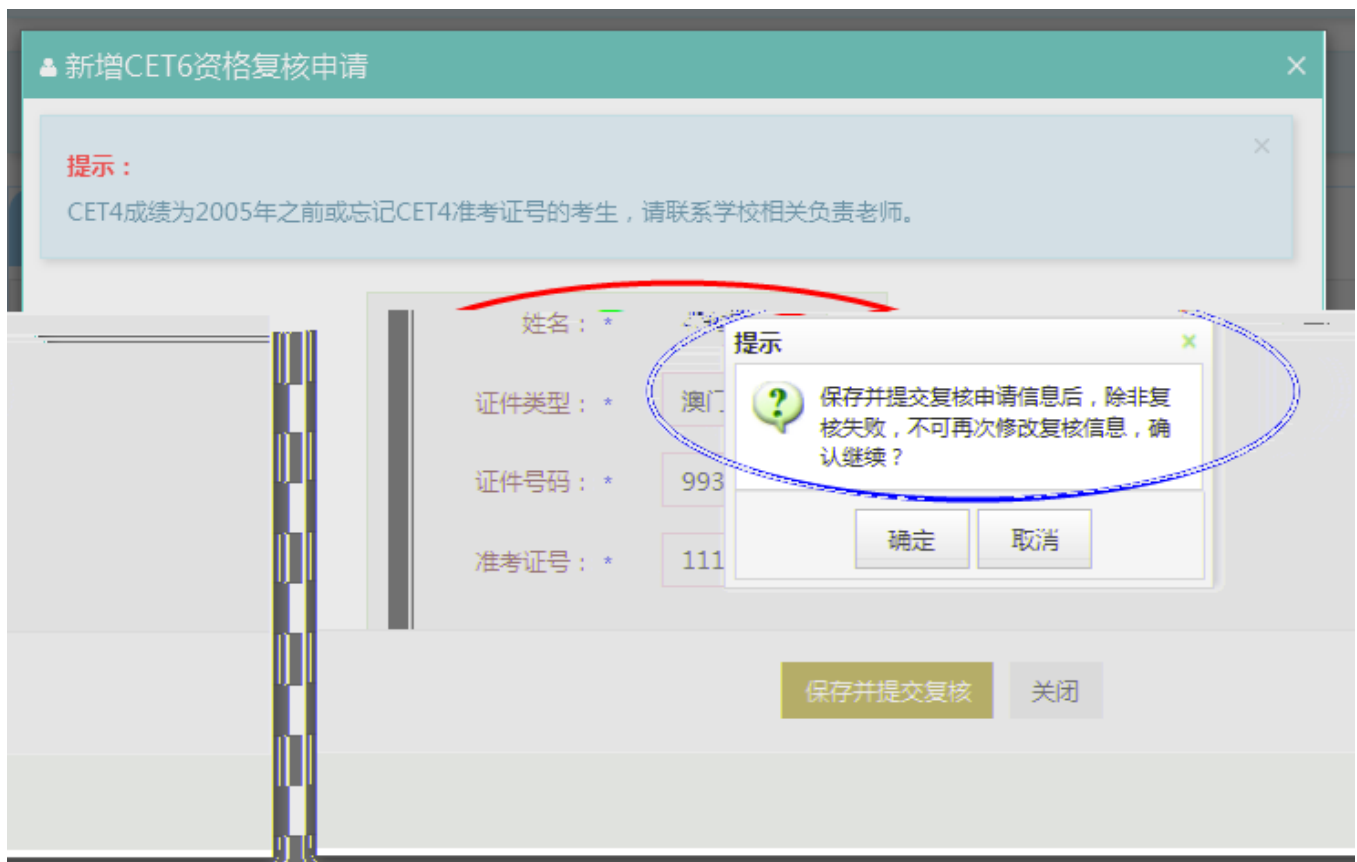 新增CET6资格复核申请
提示：
CET4成绩为2005年之前或忘记CET4准考证号的考生，请联系学校相关负责老师。
姓名：*
提示
证件类型：* 澳门
保存并提交复核申请信息后，除非复
核失败，不可再次修改复核信息，确
认继续？
证件号码：* 993
准考证号：* 111
确定 取消
保存并提交复核 关闭